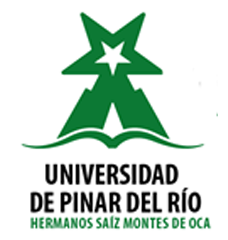 UNIVERSIDAD
DE PINAR DEL RÍO
HERMANOS SAÍZ MONTES DE OCA